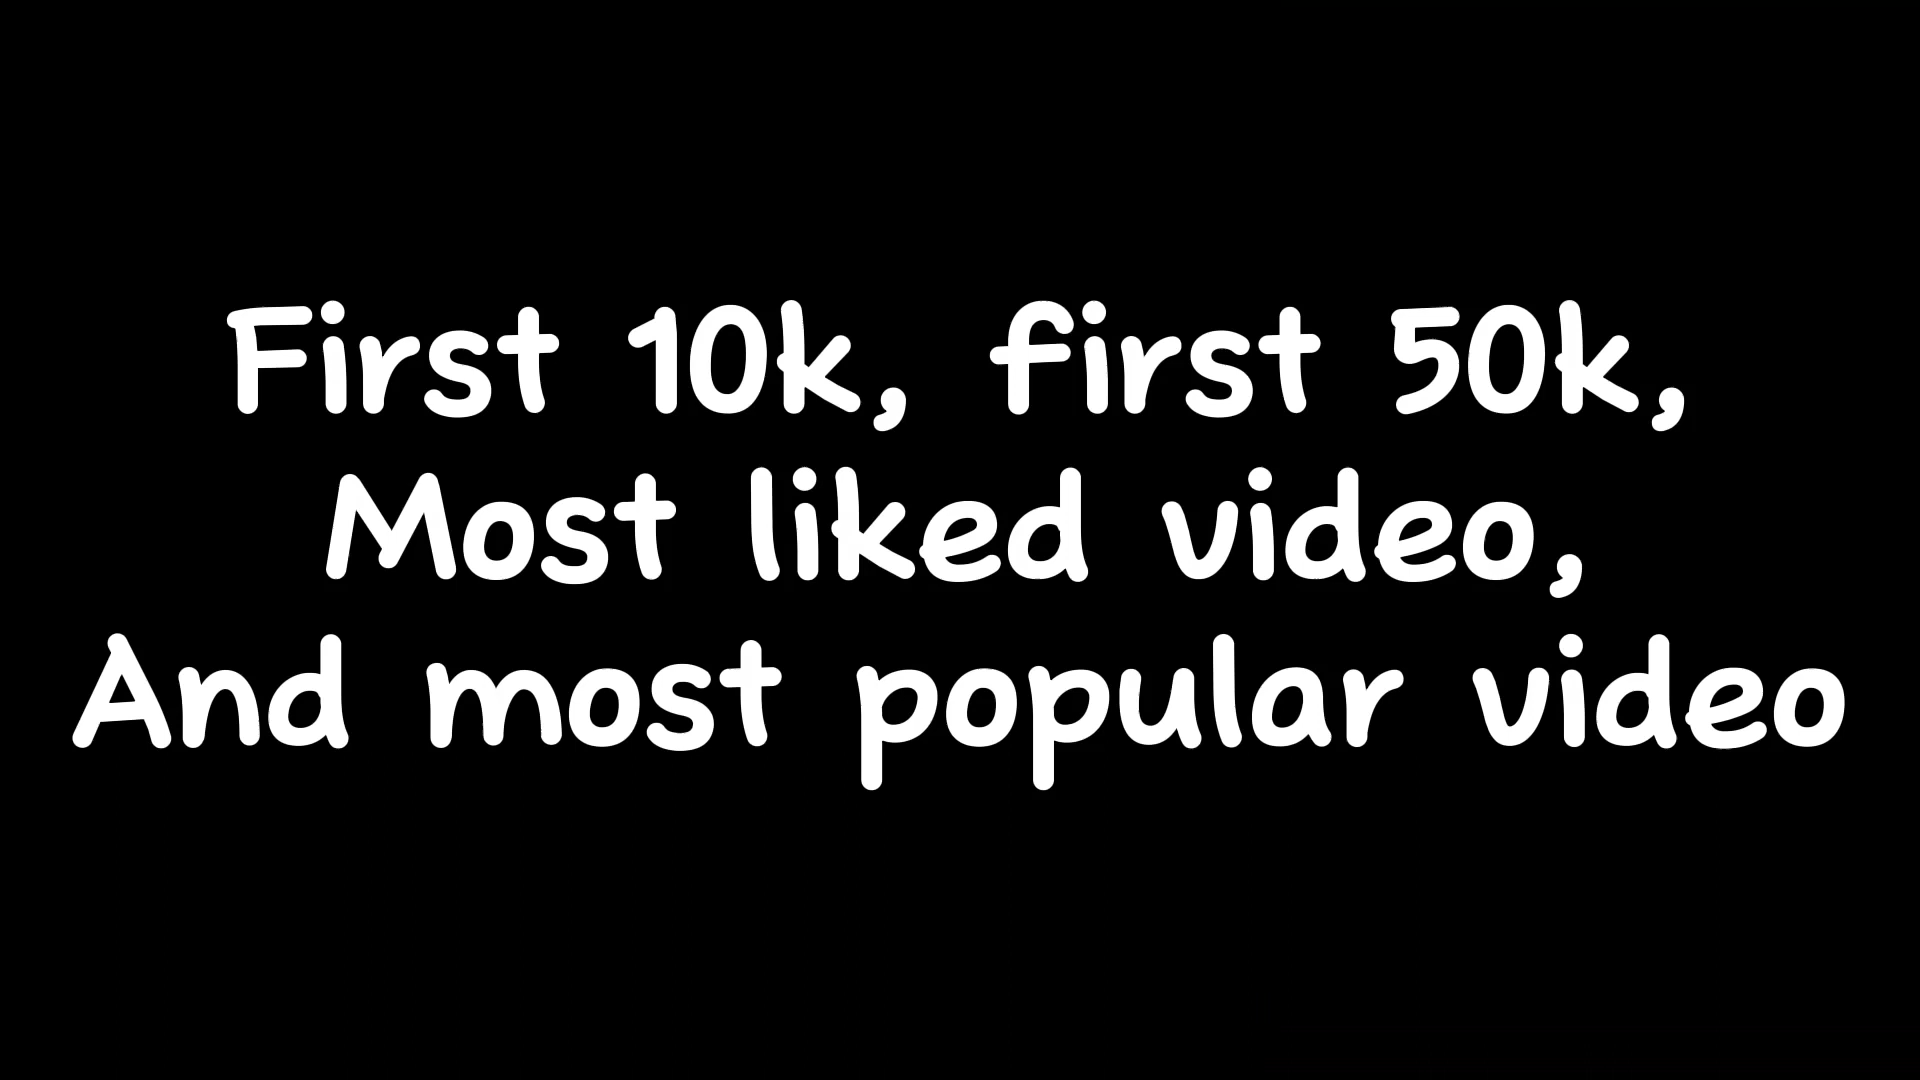 First 10k, first 50k,
Most liked video,
And most popular video